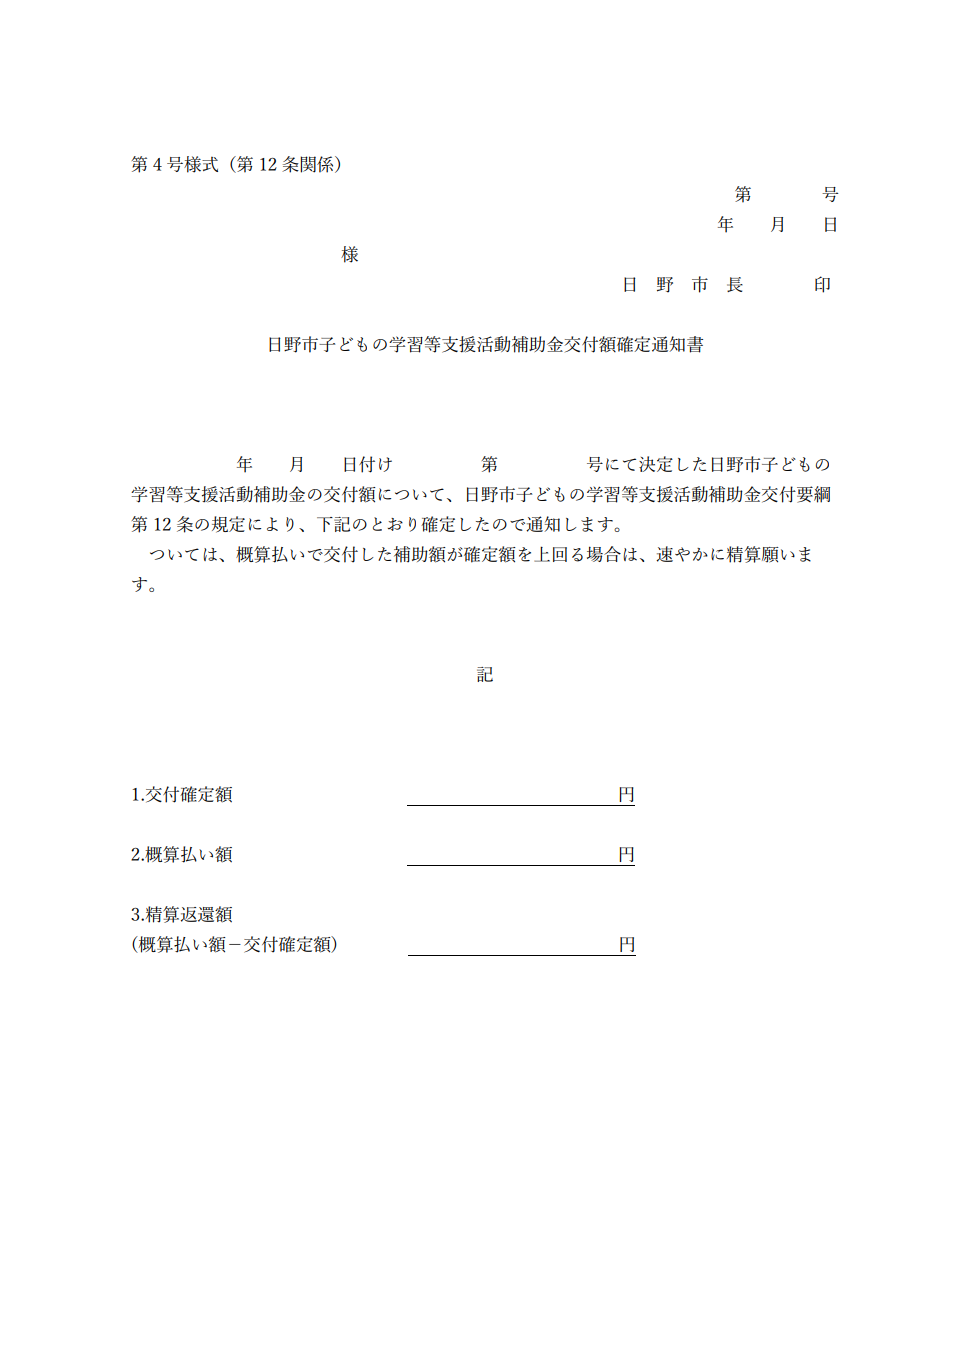 第 4 号様式（第 12 条関係）
第　　　　号
年　　月　　日
様
日　野　市　長　　　　印
日野市子どもの学習等支援活動補助金交付額確定通知書
年　　月　　日付け　　　　　第　　　　　号にて決定した日野市子どもの
学習等支援活動補助金の交付額について、日野市子どもの学習等支援活動補助金交付要綱
第 12 条の規定により、下記のとおり確定したので通知します。
　ついては、概算払いで交付した補助額が確定額を上回る場合は、速やかに精算願いま
す。
記
1.交付確定額　　　　　　　　　　円
2.概算払い額　　　　　　　　　　円
3.精算返還額
(概算払い額－交付確定額)　　　　　　　　　　円